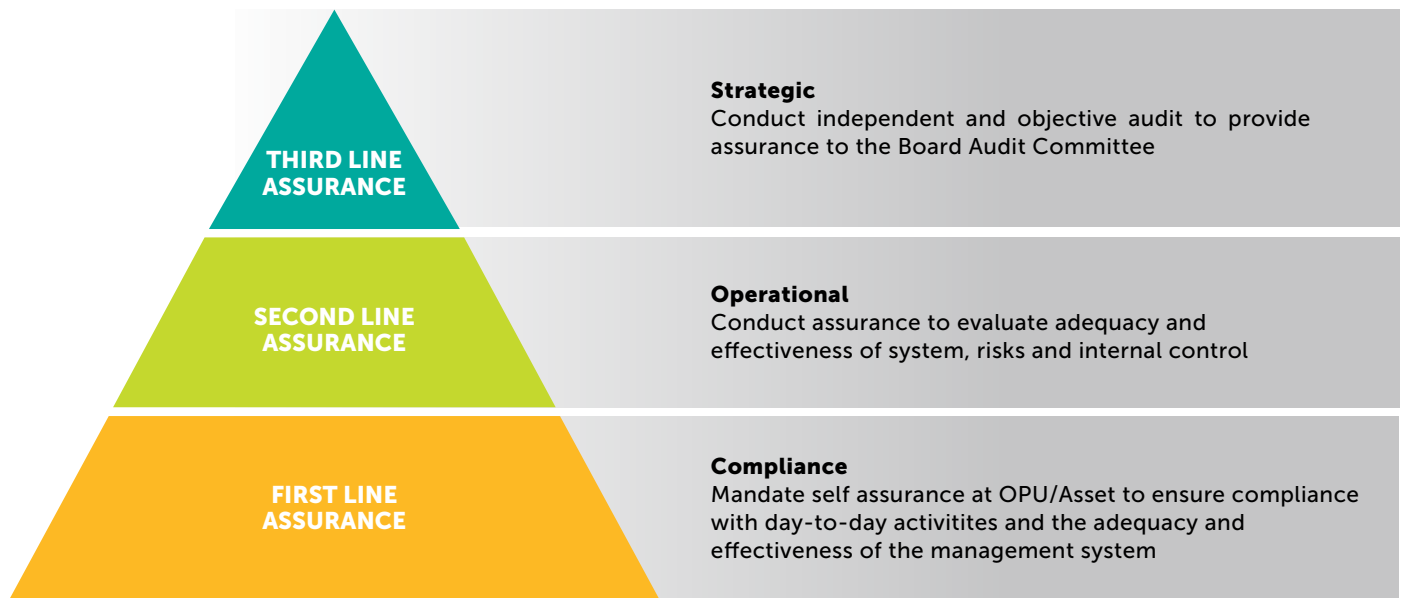 THIRD LINE
ASSURANCE
Strategic
Conduct independent and objective audit to provide
assurance to the Board Audit Committee
SECOND LINE
ASSURANCE
Operational
Conduct assurance to evaluate adequacy and
effectiveness of system, risks and internal control
FIRST LINE
ASSURANCE
Compliance
Mandate self assurance at OPU/Asset to ensure compliance
with day-to-day activitites and the adequacy and
effectiveness of the management system